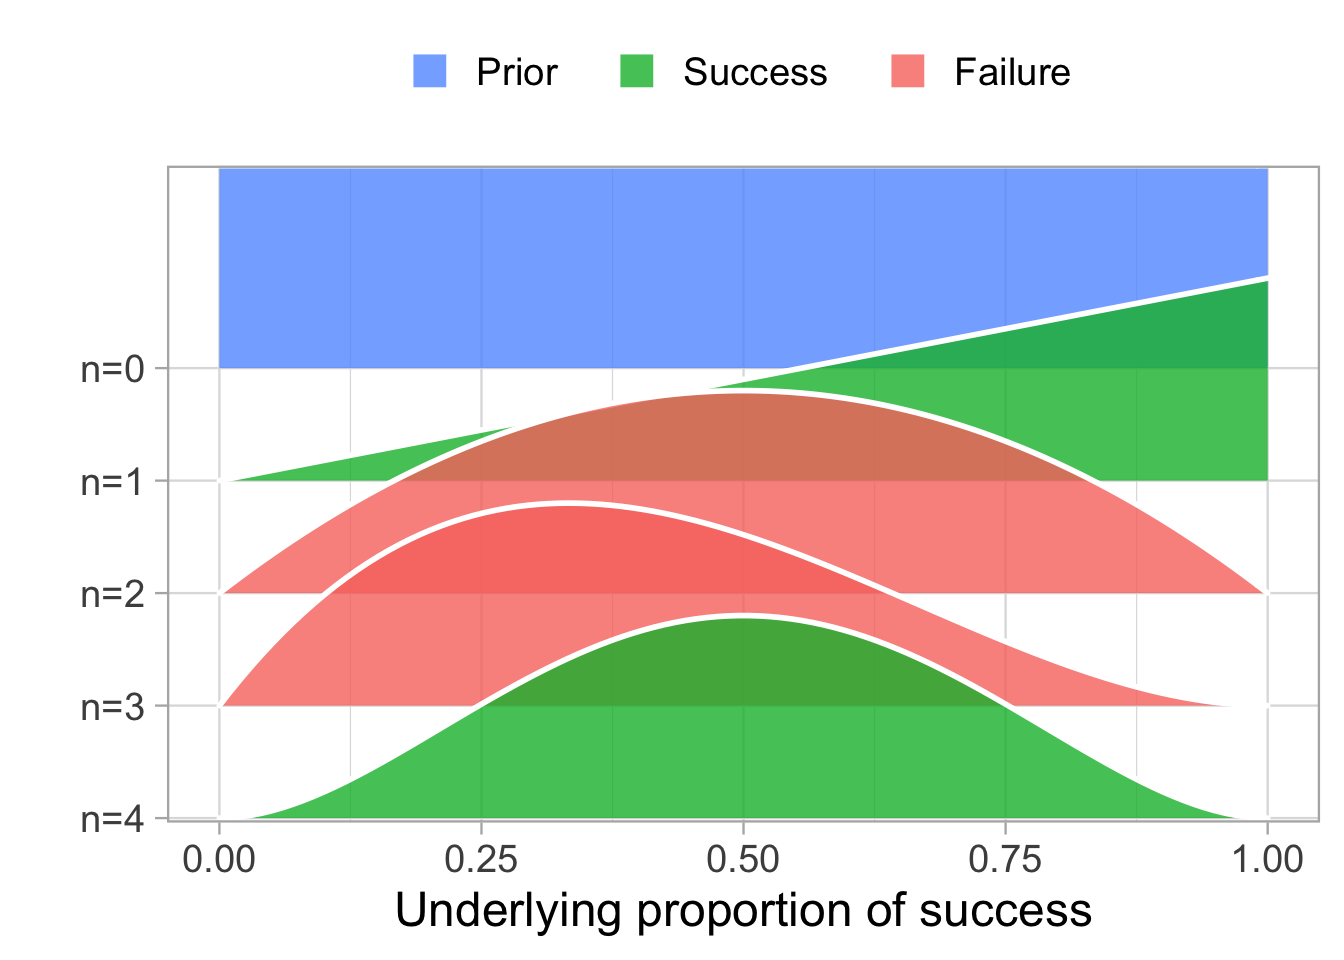 Prior Success Failure
n=0
n=1
n=2
n=3
n=4
0.00 0.25 0.50 0.75 1.00
Underlying proportion of success